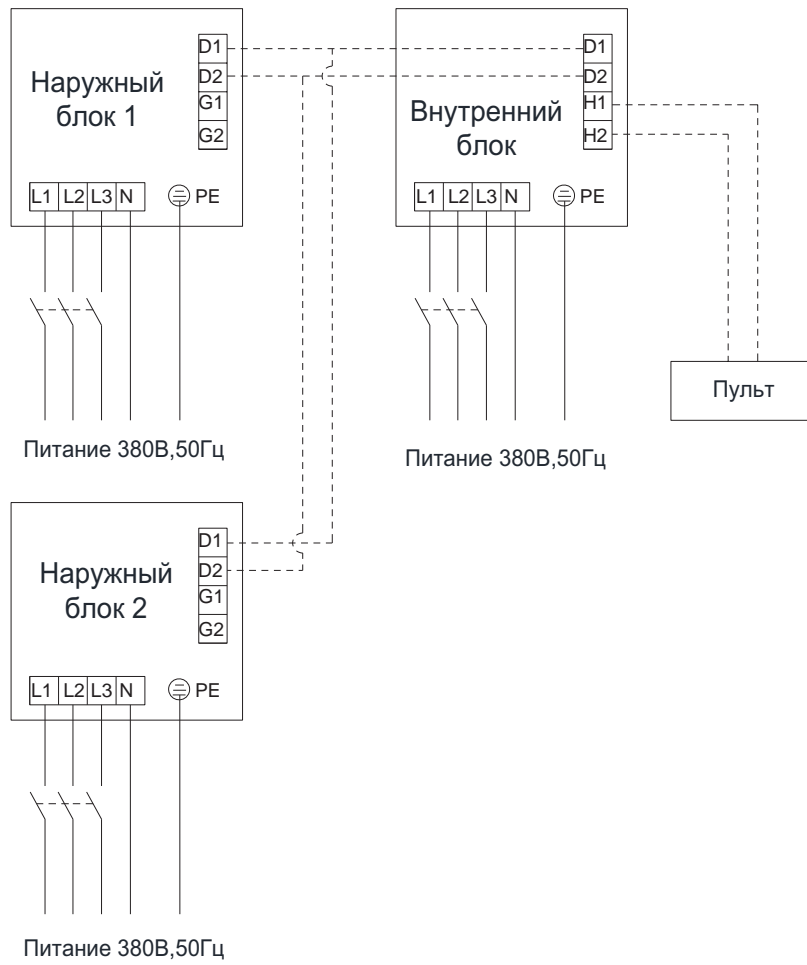 Наружный
блок 1
D1
D2
G1
G2
L1 L2 L3 N PE
Питание 380В,50Гц
Внутренний
блок
D1
D2
H1
H2
L1 L2 L3 N PE
Питание 380В,50Гц
Пульт
Наружный
блок 2
D1
D2
G1
G2
L1 L2 L3 N PE
Питание 380В,50Гц